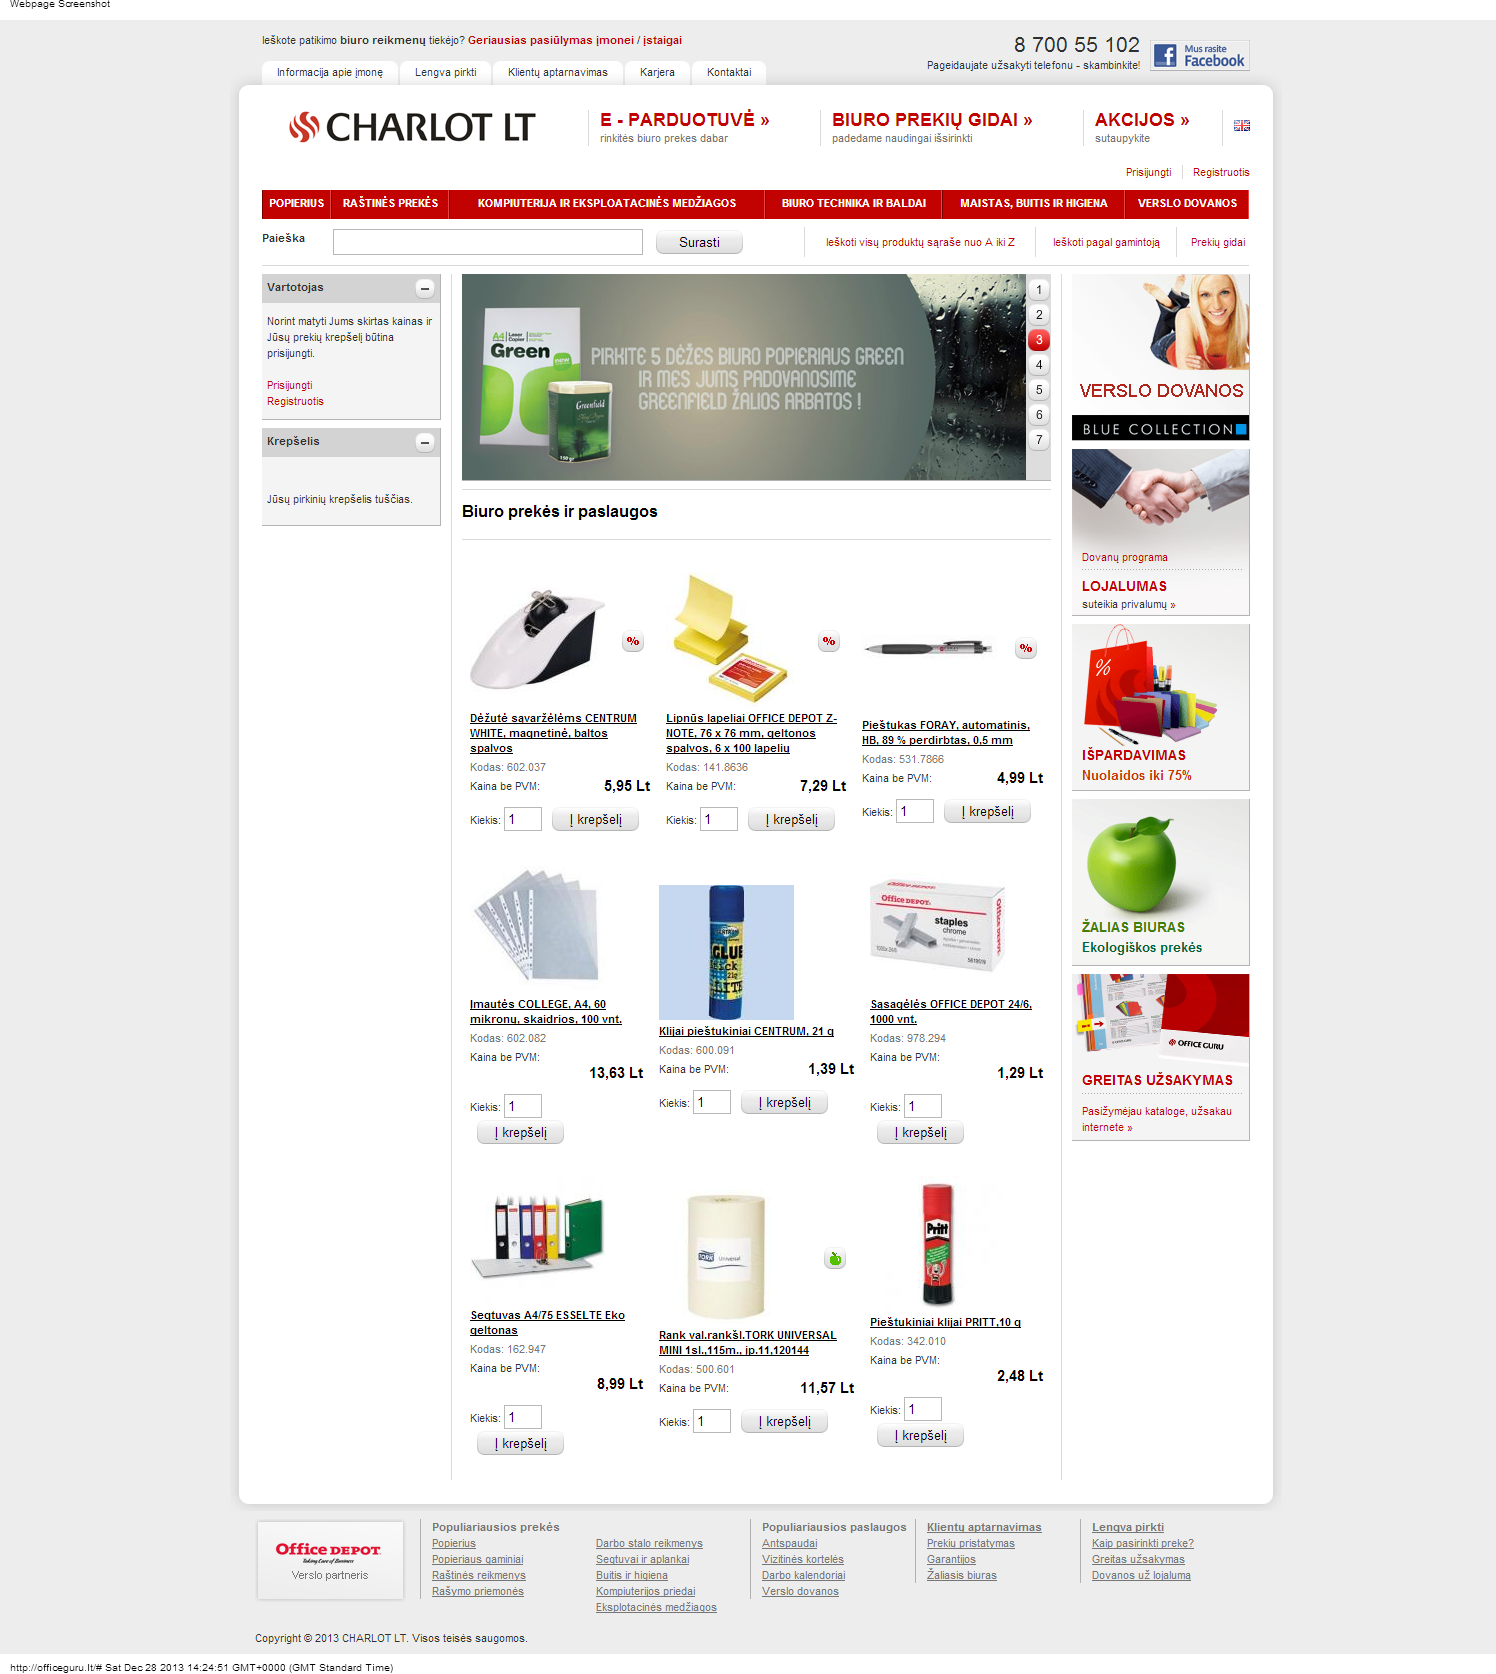 Webpage Screenshot
Ieškote patikimo biuro reikmenų tiekėjo? Geriausias pasiūlymas įmonei / įstaigai
8 700 55 102
Pageidaujate užsakyti telefonu - skambinkite!
Mus rasite
Facebook
Informacija apie įmonę
Lengva pirkti
Klientų aptarnavimas
Karjera
Kontaktai
CHARLOT LT
E - PARDUOTUVĖ »
rinkitės biuro prekes dabar
BIURO PREKIŲ GIDAI »
padedame naudingai išsirinkti
AKCIJOS »
sutaupykite
Prisijungti
Registruotis
POPIERIUS
RAŠTINĖS PREKĖS
KOMPIUTERIJA IR EKSPLOATACINĖS MEDŽIAGOS
BIURO TECHNIKA IR BALDAI
MAISTAS, BUITIS IR HIGIENA
VERSLO DOVANOS
Paieška
Surasti
Ieškoti visų produktų sąraše nuo A iki Z
Ieškoti pagal gamintoją
Prekių gidai
Vartotojas
Norint matyti Jums skirtas kainas ir
Jūsų prekių krepšelį būtina
prisijungti.
Prisijungti
Registruotis
Krepšelis
Jūsų pirkinių krepšelis tuščias.
A4
Laser
Copier
Green
new
Greenfield
PIRKITE 5 DĖŽES BIURO POPIERIAUS GREEN
IR MES JUMS PADOVANOSIME
GREENFIELD ŽALIOS ARBATOS !
1
2
3
4
5
6
7
VERSLO DOVANOS
BLUE COLLECTION
Dovanų programa
LOJALUMAS
suteikia privalumų »
%
IŠPARDAVIMAS
Nuolaidos iki 75%
ŽALIAS BIURAS
Ekologiškos prekės
OFFICE GURU
GREITAS UŽSAKYMAS
Pasižymėjau kataloge, užsakau
internete »
Biuro prekės ir paslaugos
%
%
%
Dėžutė sąvaržėlėms CENTRUM
WHITE, magnetinė, baltos
spalvos
Kodas: 602.037
Kaina be PVM:
5,95 Lt
Kiekis: 1
Į krepšelį
Lipnūs lapeliai OFFICE DEPOT Z-
NOTE, 76 x 76 mm, geltonos
spalvos, 6 x 100 lapelių
Kodas: 141.8636
Kaina be PVM:
7,29 Lt
Kiekis: 1
Į krepšelį
Pieštukas FORAY, automatinis,
HB, 89 % perdirbtas, 0,5 mm
Kodas: 531.7866
Kaina be PVM:
4,99 Lt
Kiekis: 1
Į krepšelį
Įmautės COLLEGE, A4, 60
mikronų, skaidrios, 100 vnt.
Kodas: 602.082
Kaina be PVM:
13,63 Lt
Kiekis: 1
Į krepšelį
CENTRUM
GLUE
Stick
21g
Klijai pieštukiniai CENTRUM, 21 g
Kodas: 600.091
Kaina be PVM:
1,39 Lt
Kiekis: 1
Į krepšelį
Office DEPOT
staples
chrome
Sąsagėlės OFFICE DEPOT 24/6,
1000 vnt.
Kodas: 978.294
Kaina be PVM:
1,29 Lt
Kiekis: 1
Į krepšelį
Segtuvas A4/75 ESSELTE Eko
geltonas
Kodas: 162.947
Kaina be PVM:
8,99 Lt
Kiekis: 1
Į krepšelį
TORK
Universal
Rank val.rankšl.TORK UNIVERSAL
MINI 1sl.,115m., įp.11,120144
Kodas: 500.601
Kaina be PVM:
11,57 Lt
Kiekis: 1
Į krepšelį
Pritt
Pieštukiniai klijai PRITT,10 g
Kodas: 342.010
Kaina be PVM:
2,48 Lt
Kiekis: 1
Į krepšelį
Office DEPOT.
Taking Care of Business
Verslo partneris
Populiariausios prekės
Popierius
Popieriaus gaminiai
Raštinės reikmenys
Rašymo priemonės
Darbo stalo reikmenys
Segtuvai ir aplankai
Buitis ir higiena
Kompiuterijos priedai
Eksplotacinės medžiagos
Populiariausios paslaugos
Antspaudai
Vizitinės kortelės
Darbo kalendoriai
Verslo dovanos
Klientų aptarnavimas
Prekių pristatymas
Garantijos
Žaliasis biuras
Lengva pirkti
Kaip pasirinkti prekę?
Greitas užsakymas
Dovanos už lojalumą
Copyright © 2013 CHARLOT LT. Visos teisės saugomos.
http://officeguru.lt/# Sat Dec 28 2013 14:24:51 GMT+0000 (GMT Standard Time)